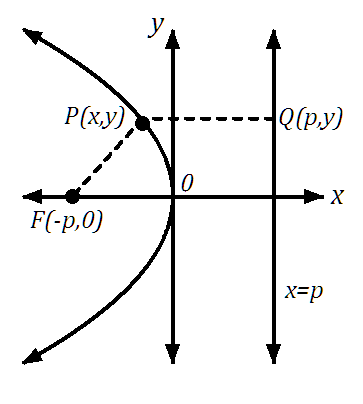 y
P(x,y)
Q(p,y)
0
x
F(-p,0)
x=p